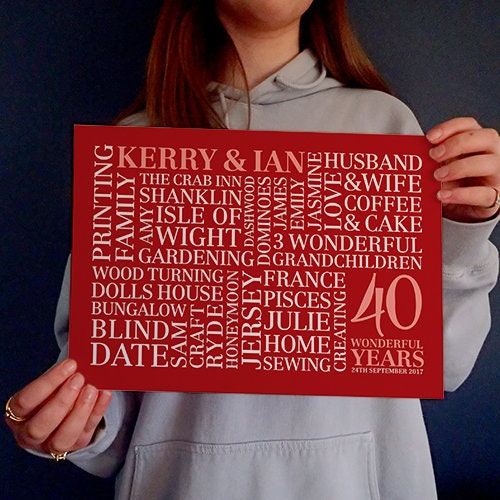 PRINTING
FAMILY
KERRY & IAN
THE CRAB INN
SHANKLIN
AMY
ISLE OF
WIGHT
GARDENING
DASHWOOD
DOMINOES
JAMES
EMILY
JASMINE
LOVE
HUSBAND
&WIFE
COFFEE
& CAKE
3 WONDERFUL
GRANDCHILDREN
WOOD TURNING
DOLLS HOUSE
BUNGALOW
BLIND
DATE
SAM
CRAFT
RYDE
HONEYMOON
JERSEY
FRANCE
PISCES
JULIE
HOME
SEWING
CREATING
40
WONDERFUL
YEARS
24TH SEPTEMBER 2017